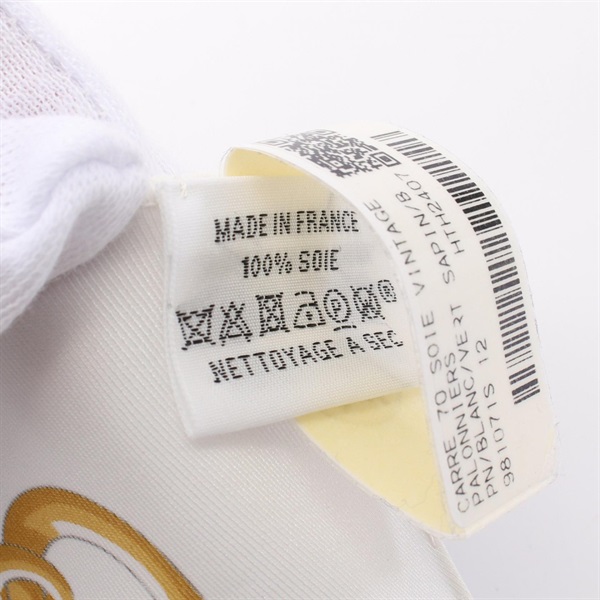 MADE IN FRANCE
100% SOIE
NETTOYAGE A SEC
CARRE 70 SOIE VINTAGE
PALONNIERS SAPIN/B
PN/BLANC/VERT HTH2407
981071S 12